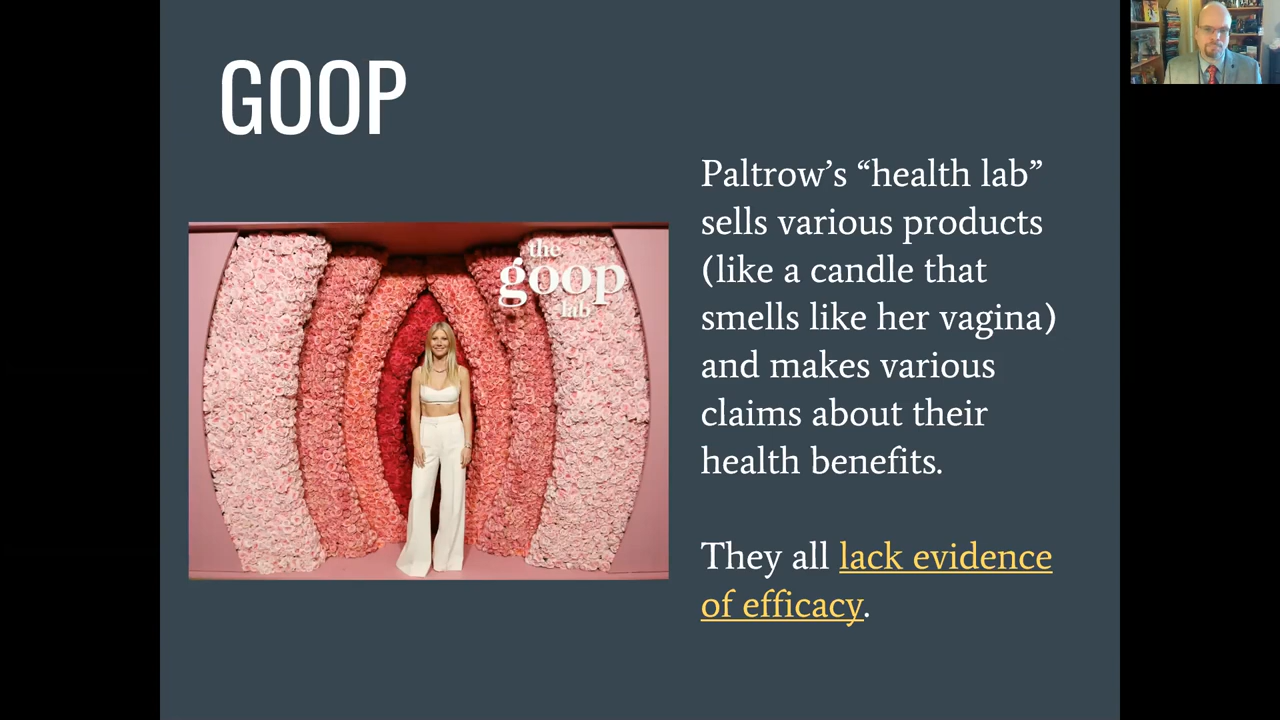 GOOP
the
goop
lab
Paltrow’s “health lab”
sells various products
(like a candle that
smells like her vagina)
and makes various
claims about their
health benefits.
They all lack evidence
of efficacy.